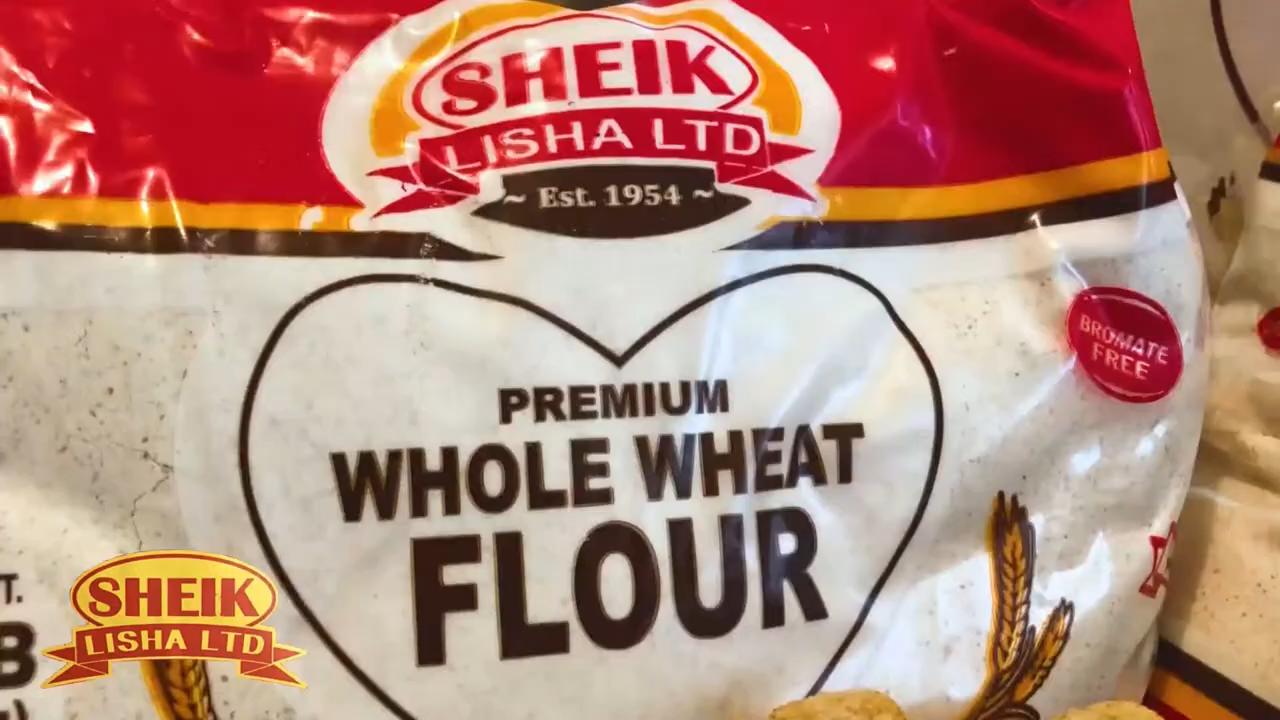 SHEIK
LISHA LTD
~ Est. 1954 ~
BROMATE
FREE
PREMIUM
WHOLE WHEAT
FLOUR
T.
B
SHEIK
LISHA LTD